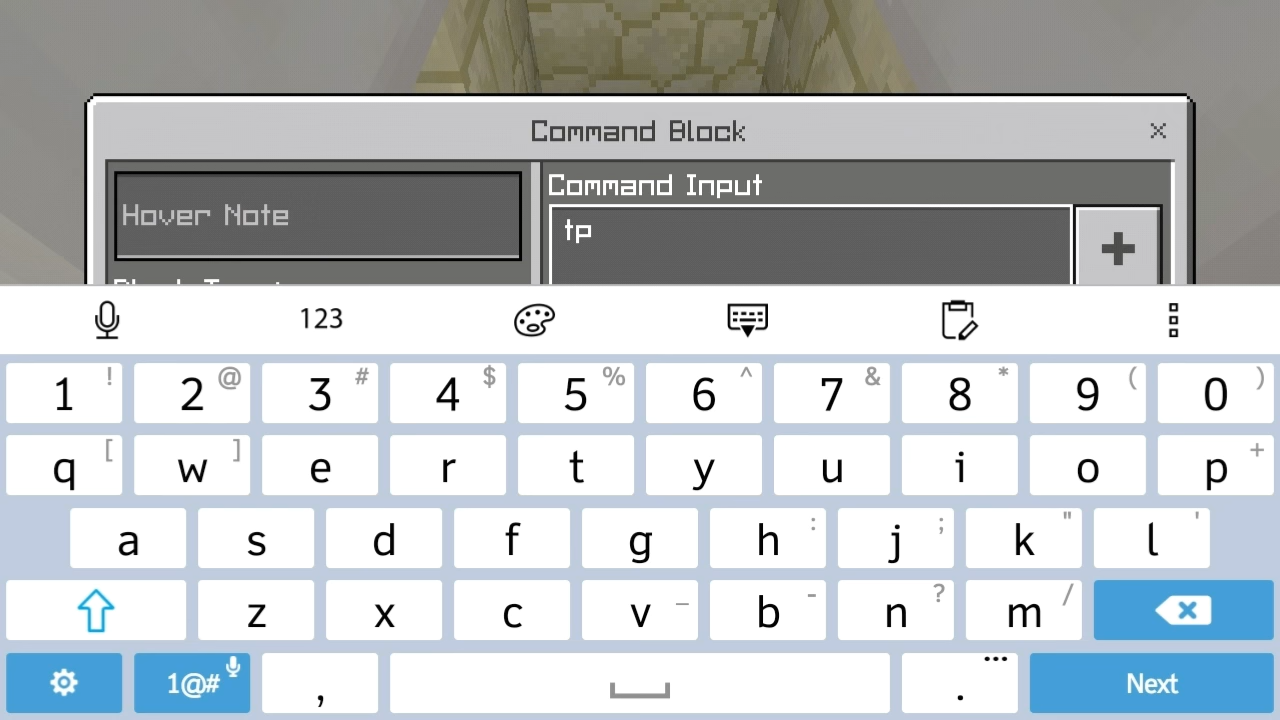 Command Block
Hover Note
Command Input
tp
123
1 ! 2 @ 3 # 4 $ 5 % 6 ^ 7 & 8 * 9 ( 0 )
q [ w ] e r t y u i o p +
a s d f g h : j ; k " l '
z x c v _ b - n ? m /
1@# , . ... Next